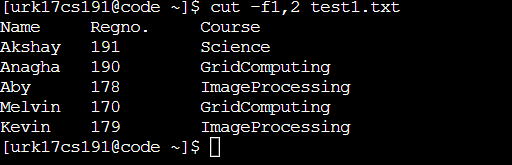 [urk17cs191@code ~]$ cut -f1,2 test1.txt
Name Regno. Course
Akshay 191 Science
Anagha 190 GridComputing
Aby 178 ImageProcessing
Melvin 170 GridComputing
Kevin 179 ImageProcessing
[urk17cs191@code ~]$